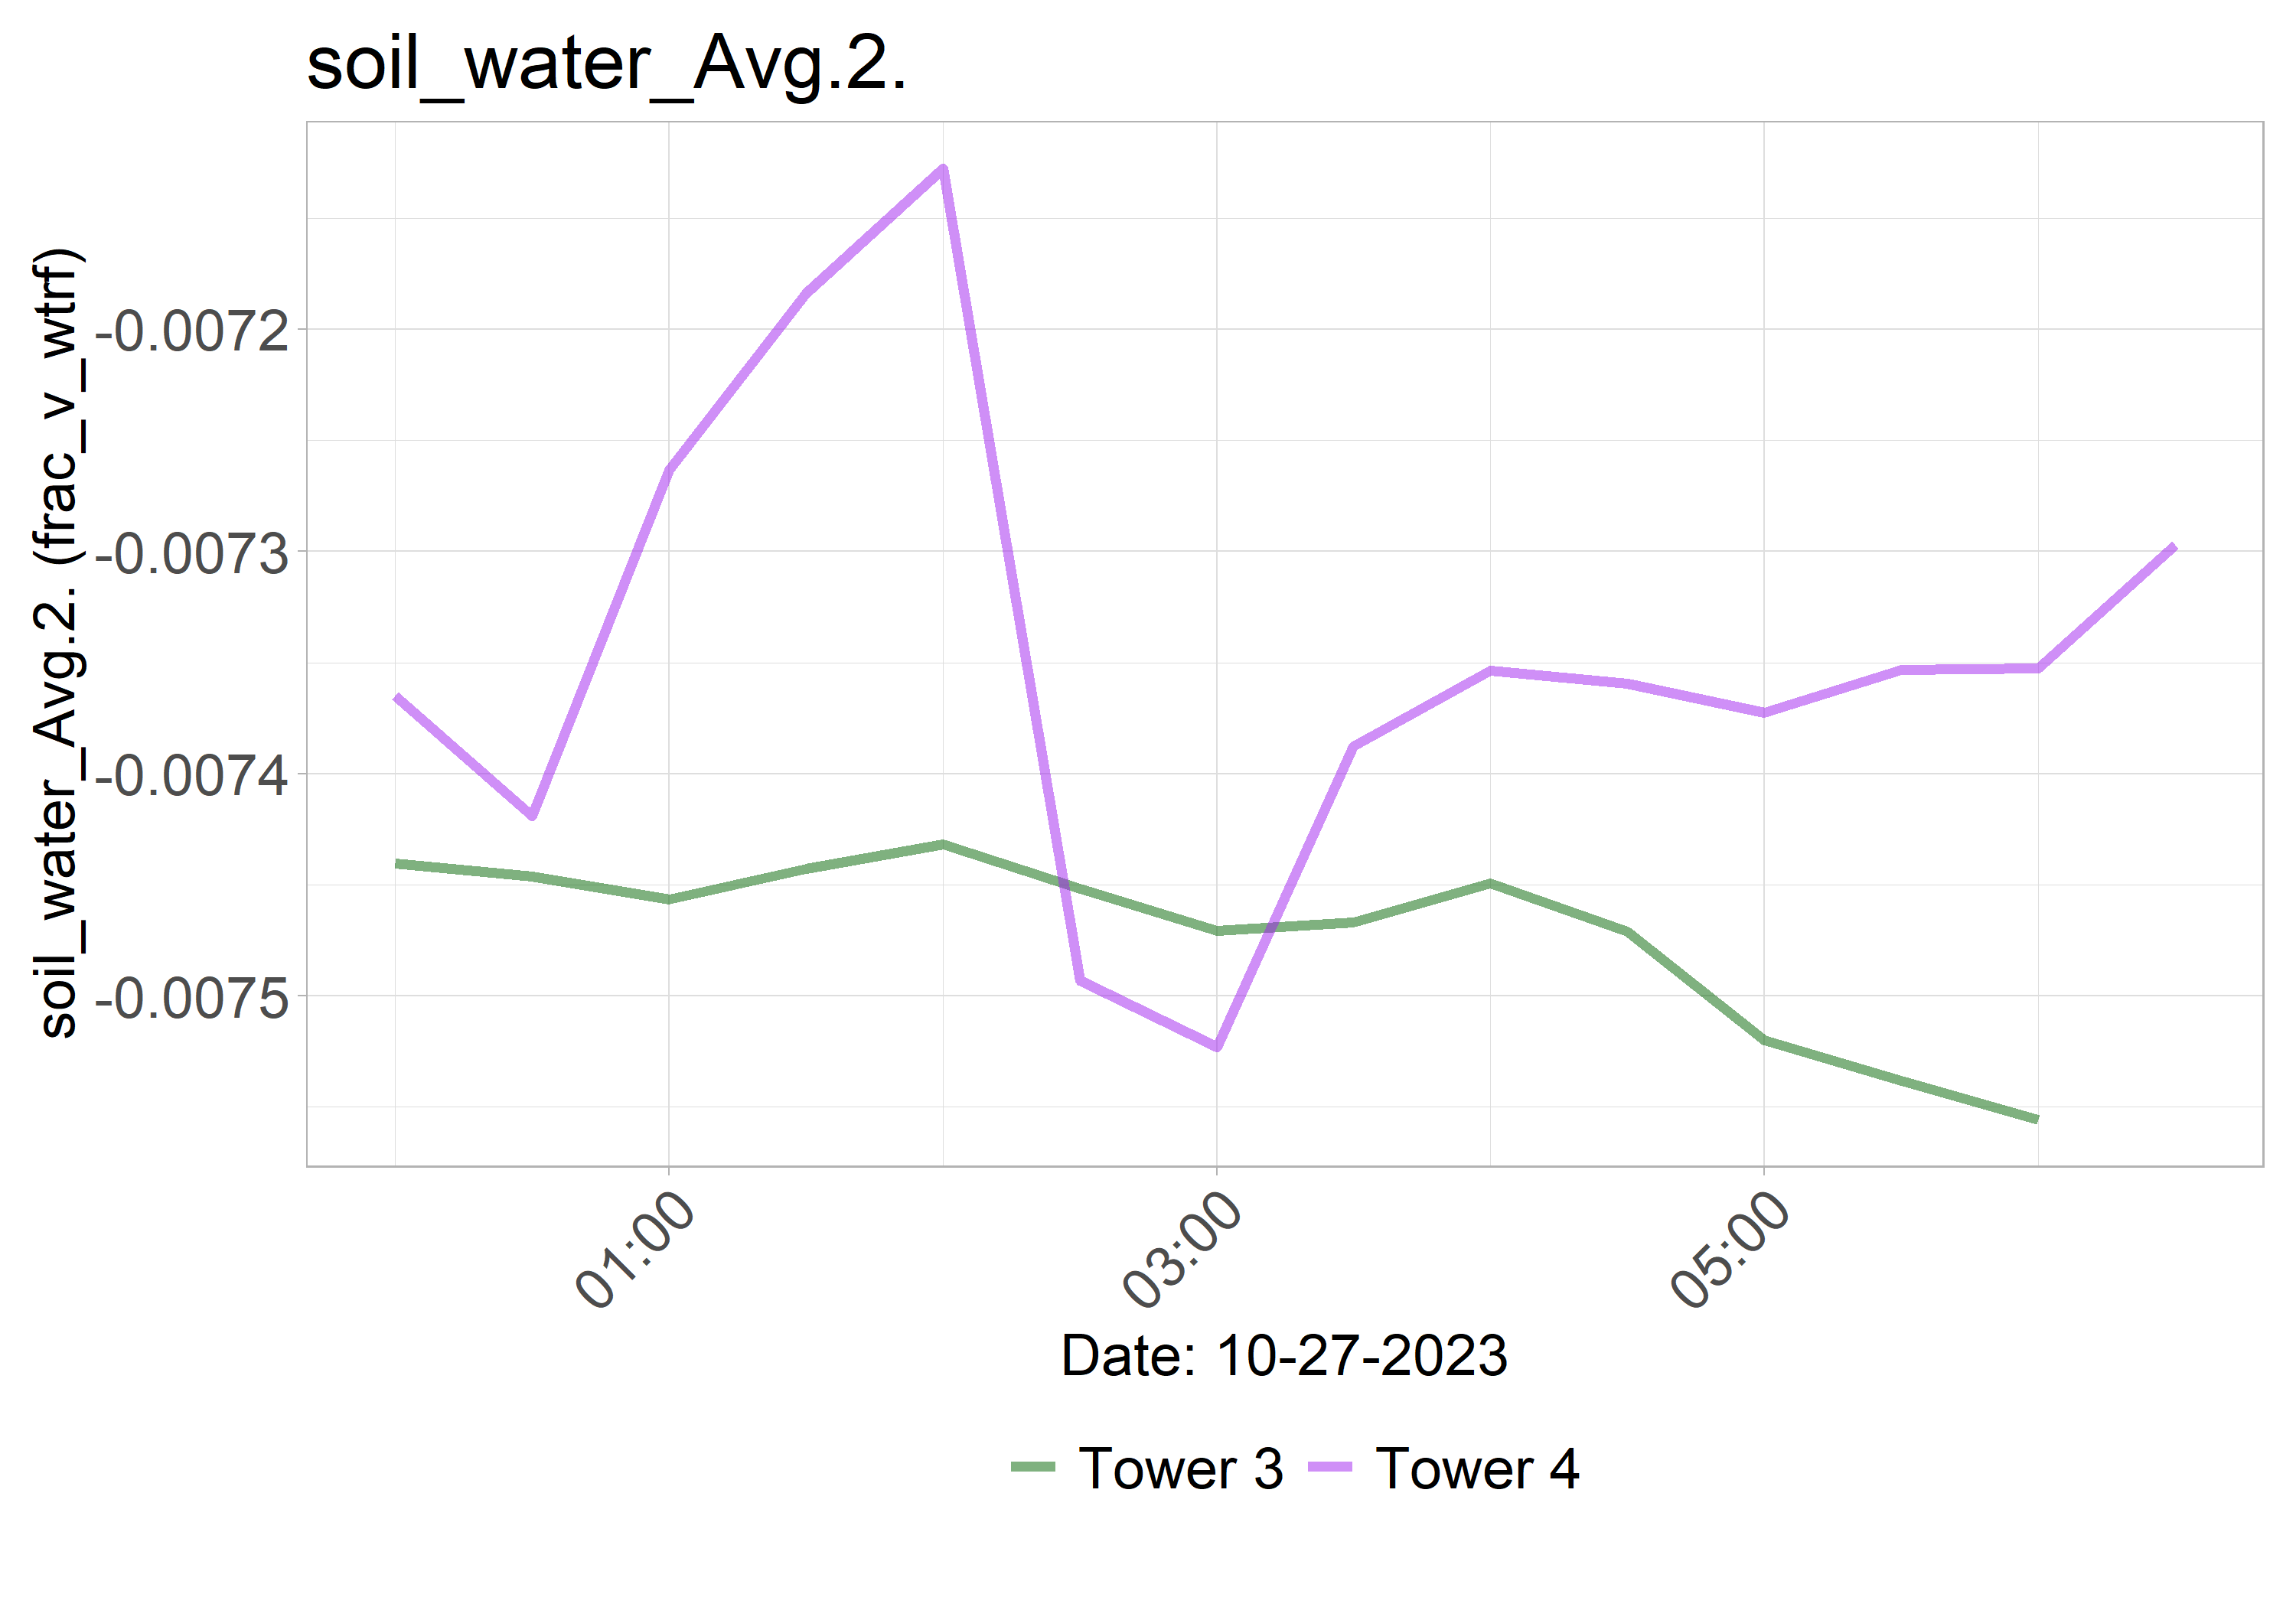 soil_water_Avg.2.
soil_water_Avg.2. (frac_v_wtrf)
-0.0072
-0.0073
-0.0074
-0.0075
01:00
03:00
05:00
Date: 10-27-2023
Tower 3
Tower 4